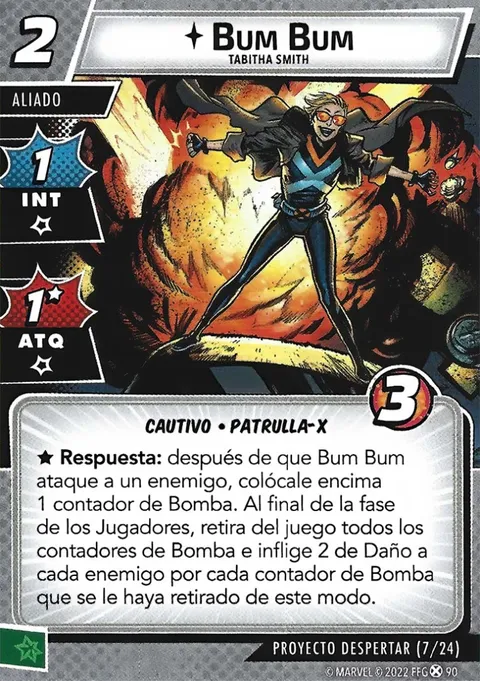 2
BUM BUM
TABITHA SMITH
ALIADO
1
INT
1
ATQ
3
CAUTIVO • PATRULLA-X
★ Respuesta: después de que Bum Bum
ataque a un enemigo, colócale encima
1 contador de Bomba. Al final de la fase
de los Jugadores, retira del juego todos los
contadores de Bomba e inflige 2 de Daño a
cada enemigo por cada contador de Bomba
que se le haya retirado de este modo.
PROYECTO DESPERTAR (7/24)
© MARVEL © 2022 FFG 90